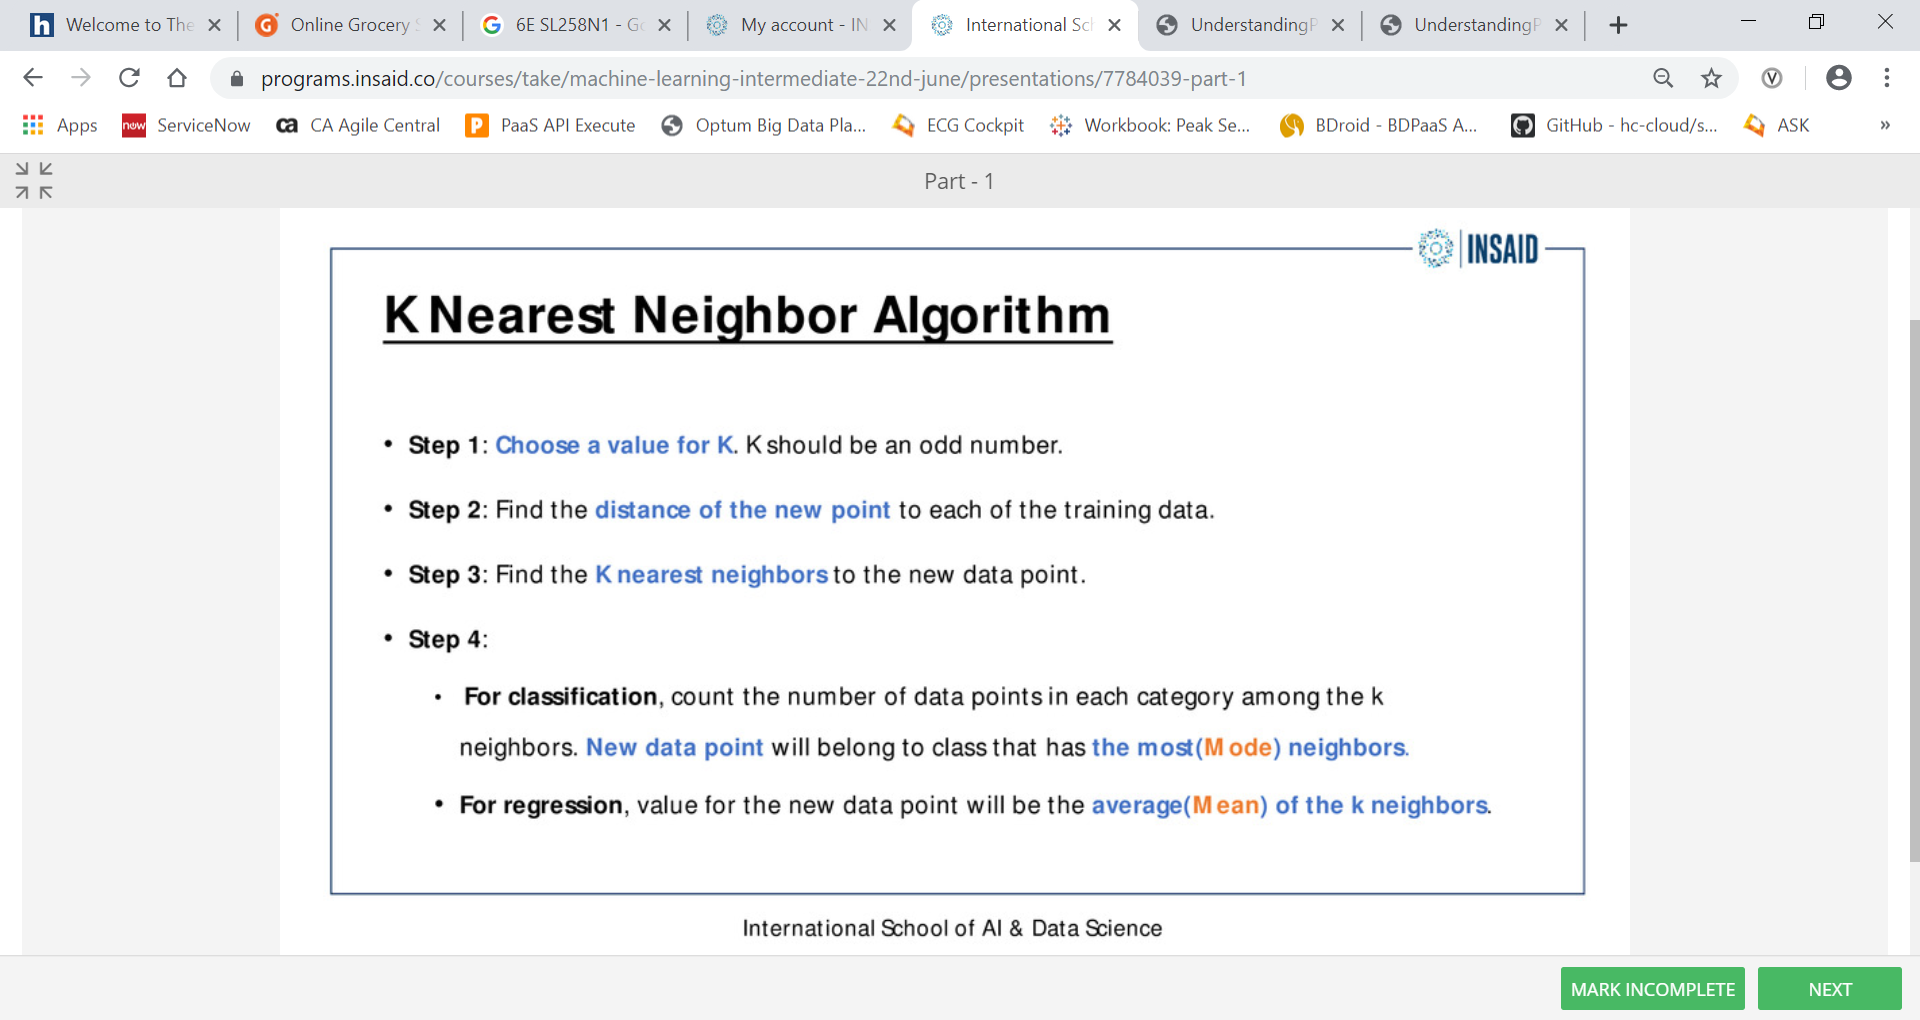 Welcome to The
Online Grocery S
6E SL258N1 - Go
My account - IN
International Sch
UnderstandingP
UnderstandingP
programs.insaid.co/courses/take/machine-learning-intermediate-22nd-june/presentations/7784039-part-1
Apps
now
ServiceNow
ca
CA Agile Central
P
PaaS API Execute
Optum Big Data Pla...
ECG Cockpit
Workbook: Peak Se...
BDroid - BDPaaS A...
GitHub - hc-cloud/s...
ASK
»
Part - 1
INSAID
K Nearest Neighbor Algorithm
• Step 1: Choose a value for K. K should be an odd number.
• Step 2: Find the distance of the new point to each of the training data.
• Step 3: Find the K nearest neighbors to the new data point.
• Step 4:
• For classification, count the number of data points in each category among the k
neighbors. New data point will belong to class that has the most(Mode) neighbors.
• For regression, value for the new data point will be the average(Mean) of the k neighbors.
International School of AI & Data Science
MARK INCOMPLETE
NEXT